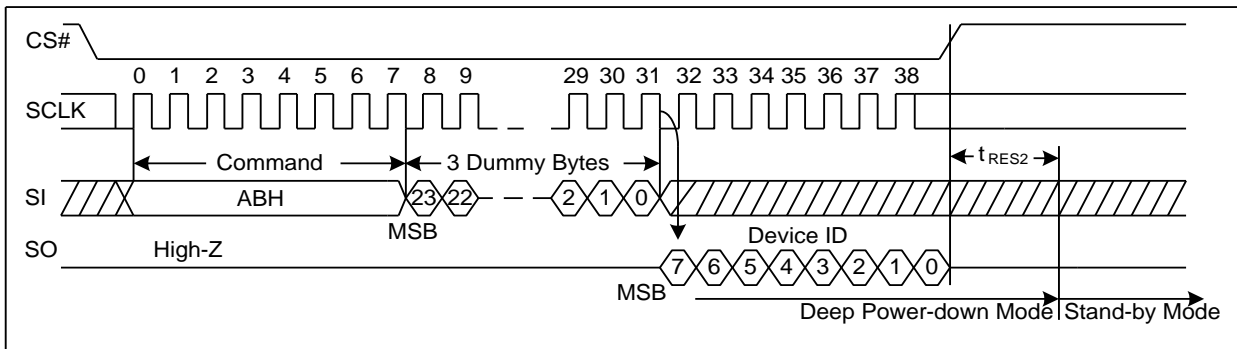 CS#
0 1 2 3 4 5 6 7 8 9 29 30 31 32 33 34 35 36 37 38
SCLK
Command 3 Dummy Bytes tRES2
SI ABH 23 22 2 1 0
MSB
SO High-Z Device ID
7 6 5 4 3 2 1 0
MSB
Deep Power-down Mode Stand-by Mode